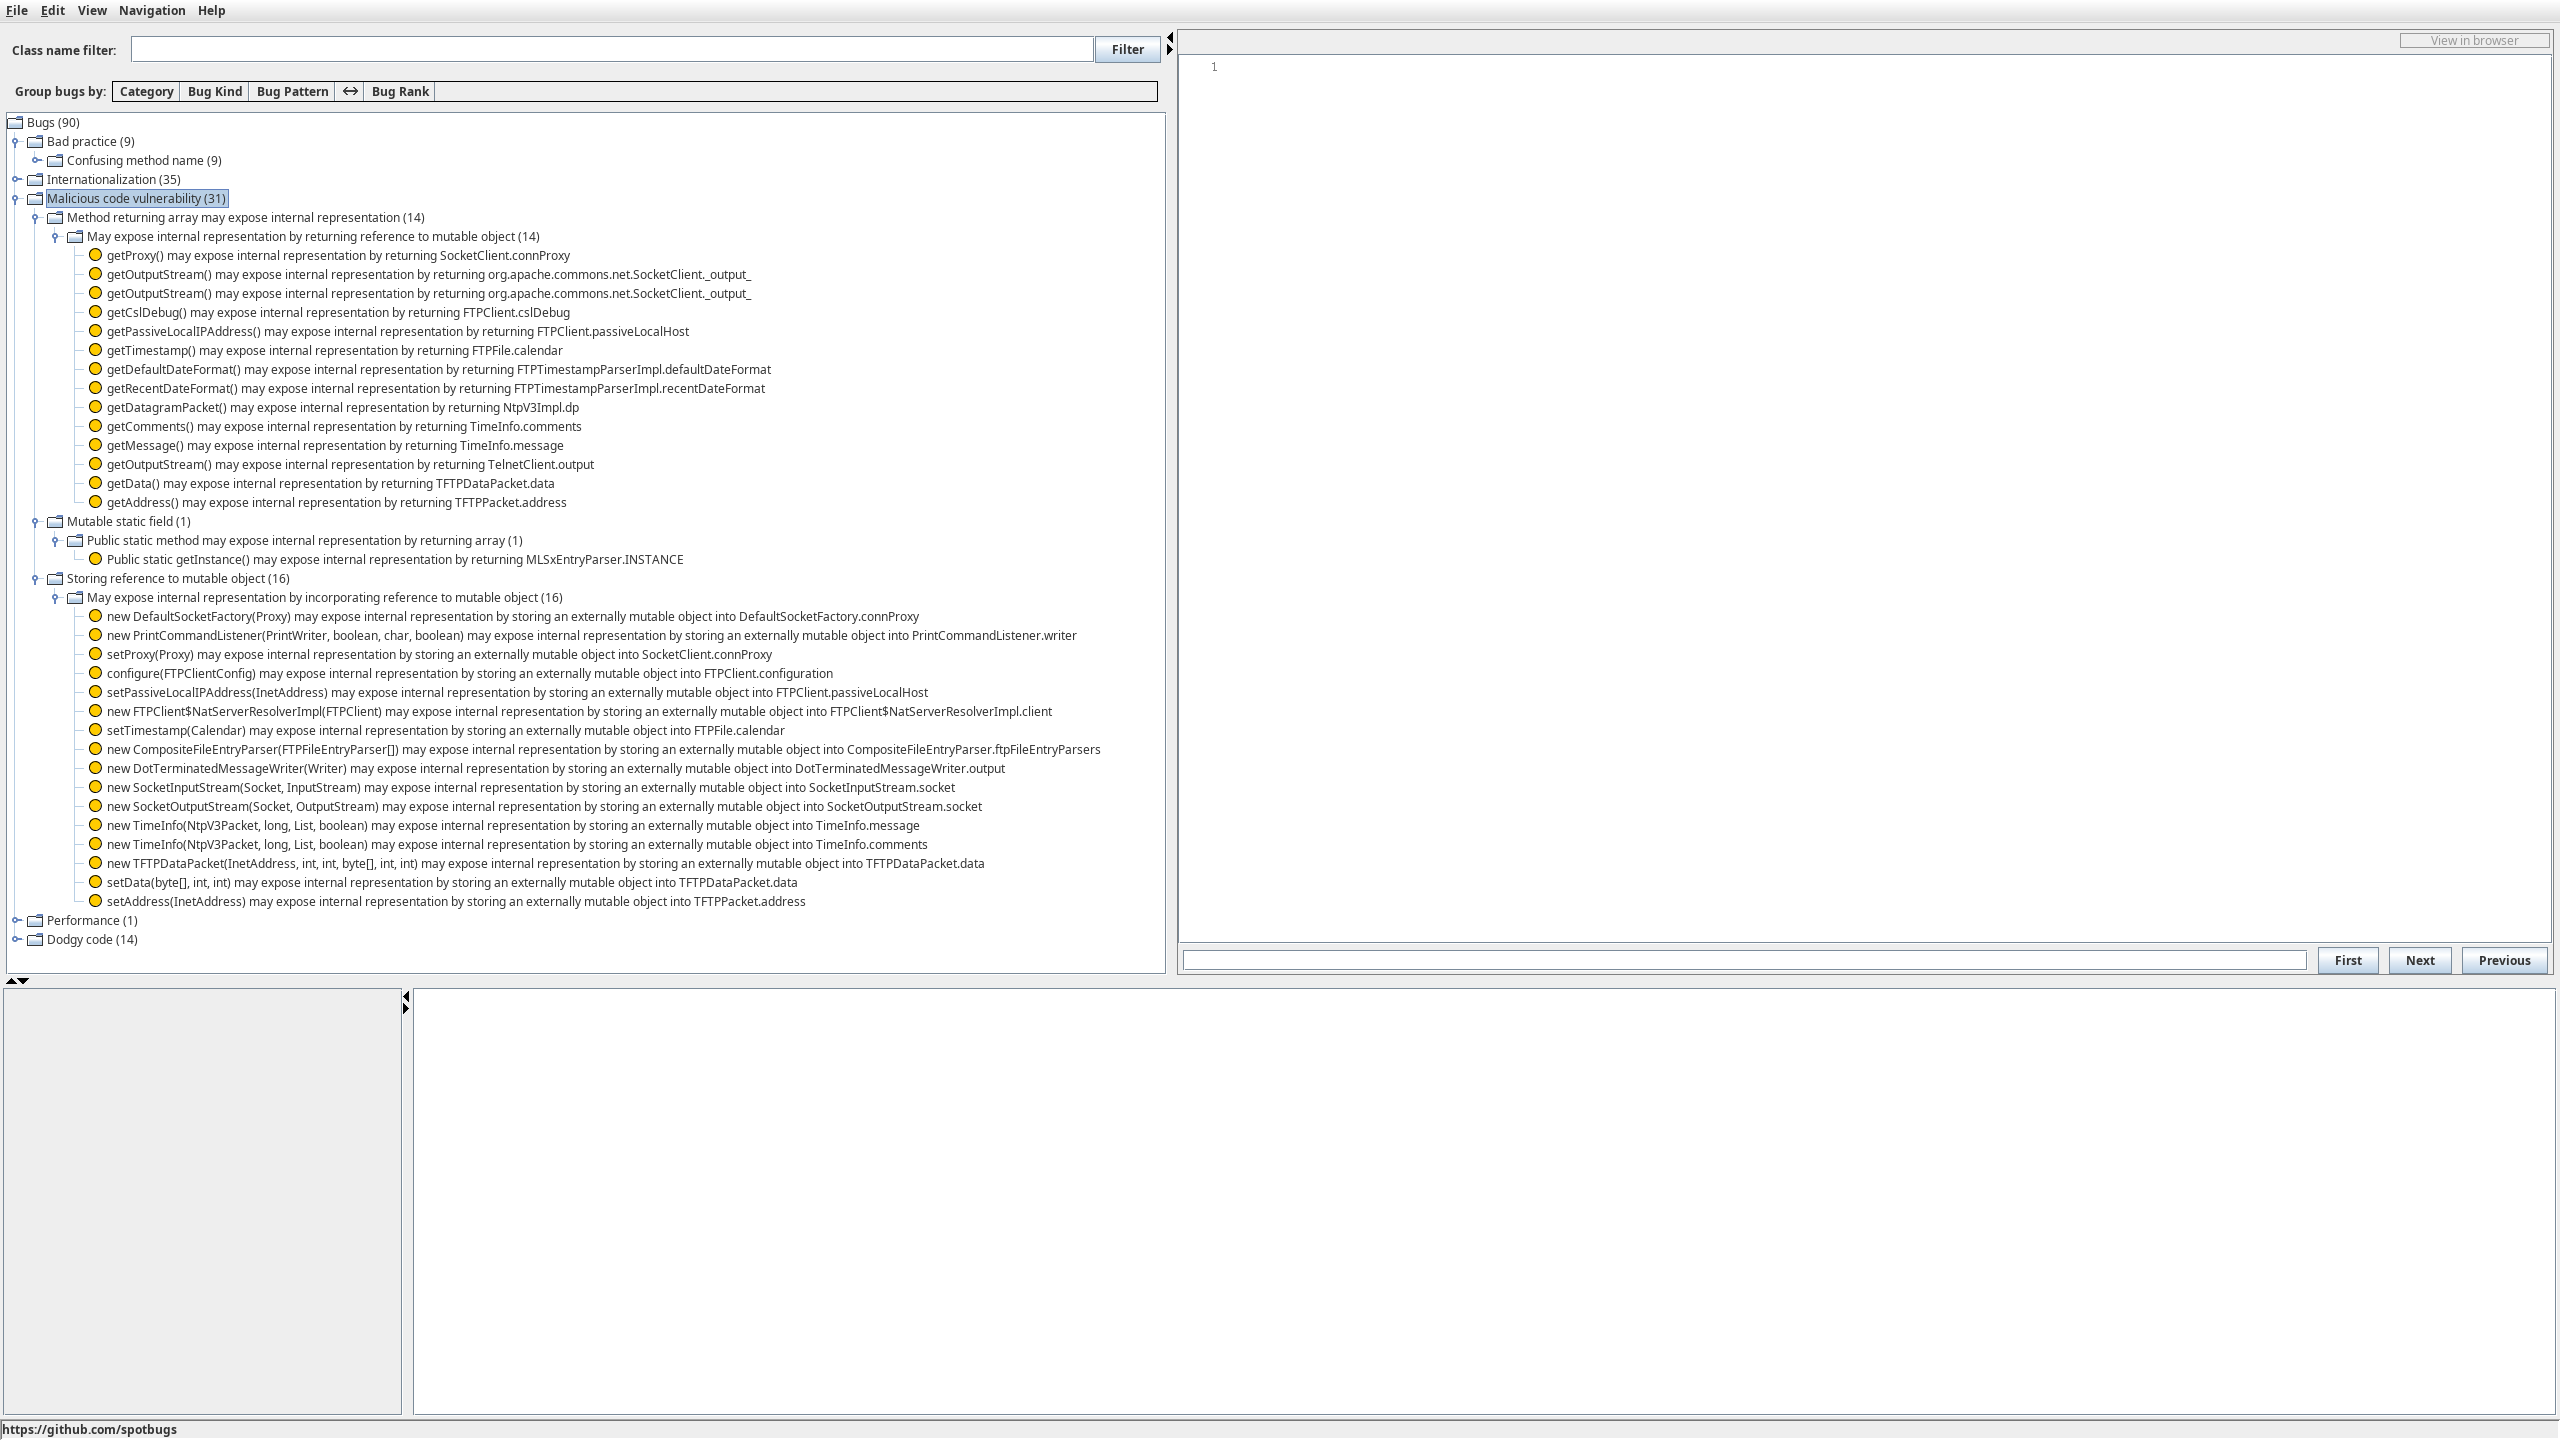 File Edit View Navigation Help
Class name filter: Filter
View in browser
1
Group bugs by: Category Bug Kind Bug Pattern ↔ Bug Rank
Bugs (90)
Bad practice (9)
Confusing method name (9)
Internationalization (35)
Malicious code vulnerability (31)
Method returning array may expose internal representation (14)
May expose internal representation by returning reference to mutable object (14)
getProxy() may expose internal representation by returning SocketClient.connProxy
getOutputStream() may expose internal representation by returning org.apache.commons.net.SocketClient._output_
getOutputStream() may expose internal representation by returning org.apache.commons.net.SocketClient._output_
getCslDebug() may expose internal representation by returning FTPClient.cslDebug
getPassiveLocalIPAddress() may expose internal representation by returning FTPClient.passiveLocalHost
getTimestamp() may expose internal representation by returning FTPFile.calendar
getDefaultDateFormat() may expose internal representation by returning FTPTimestampParserImpl.defaultDateFormat
getRecentDateFormat() may expose internal representation by returning FTPTimestampParserImpl.recentDateFormat
getDatagramPacket() may expose internal representation by returning NtpV3Impl.dp
getComments() may expose internal representation by returning TimeInfo.comments
getMessage() may expose internal representation by returning TimeInfo.message
getOutputStream() may expose internal representation by returning TelnetClient.output
getData() may expose internal representation by returning TFTPDataPacket.data
getAddress() may expose internal representation by returning TFTPPacket.address
Mutable static field (1)
Public static method may expose internal representation by returning array (1)
Public static getInstance() may expose internal representation by returning MLSxEntryParser.INSTANCE
Storing reference to mutable object (16)
May expose internal representation by incorporating reference to mutable object (16)
new DefaultSocketFactory(Proxy) may expose internal representation by storing an externally mutable object into DefaultSocketFactory.connProxy
new PrintCommandListener(PrintWriter, boolean, char, boolean) may expose internal representation by storing an externally mutable object into PrintCommandListener.writer
setProxy(Proxy) may expose internal representation by storing an externally mutable object into SocketClient.connProxy
configure(FTPClientConfig) may expose internal representation by storing an externally mutable object into FTPClient.configuration
setPassiveLocalIPAddress(InetAddress) may expose internal representation by storing an externally mutable object into FTPClient.passiveLocalHost
new FTPClient$NatServerResolverImpl(FTPClient) may expose internal representation by storing an externally mutable object into FTPClient$NatServerResolverImpl.client
setTimestamp(Calendar) may expose internal representation by storing an externally mutable object into FTPFile.calendar
new CompositeFileEntryParser(FTPFileEntryParser[]) may expose internal representation by storing an externally mutable object into CompositeFileEntryParser.ftpFileEntryParsers
new DotTerminatedMessageWriter(Writer) may expose internal representation by storing an externally mutable object into DotTerminatedMessageWriter.output
new SocketInputStream(Socket, InputStream) may expose internal representation by storing an externally mutable object into SocketInputStream.socket
new SocketOutputStream(Socket, OutputStream) may expose internal representation by storing an externally mutable object into SocketOutputStream.socket
new TimeInfo(NtpV3Packet, long, List, boolean) may expose internal representation by storing an externally mutable object into TimeInfo.message
new TimeInfo(NtpV3Packet, long, List, boolean) may expose internal representation by storing an externally mutable object into TimeInfo.comments
new TFTPDataPacket(InetAddress, int, int, byte[], int, int) may expose internal representation by storing an externally mutable object into TFTPDataPacket.data
setData(byte[], int, int) may expose internal representation by storing an externally mutable object into TFTPDataPacket.data
setAddress(InetAddress) may expose internal representation by storing an externally mutable object into TFTPPacket.address
Performance (1)
Dodgy code (14)
First Next Previous
https://github.com/spotbugs